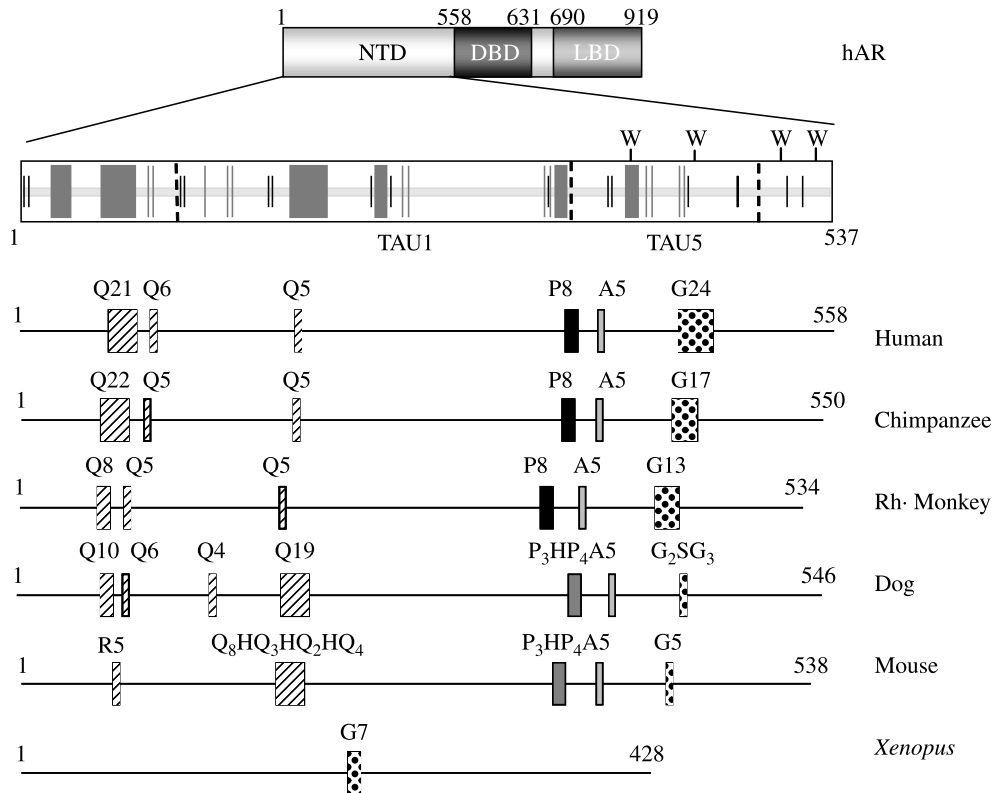 1 558 631 690 919
NTD DBD LBD hAR
W W W W
1 TAU1 TAU5 537
Q21 Q6 Q5 P8 A5 G24
1 558
Human
Q22 Q5 Q5 P8 A5 G17
1 550
Chimpanzee
Q8 Q5 Q5 P8 A5 G13
1 534
Rh· Monkey
Q10 Q6 Q4 Q19 P₃HP₄A5 G₂SG₃
1 546
Dog
R5 Q₈HQ₃HQ₂HQ₄ P₃HP₄A5 G5
1 538
Mouse
G7
1 428
Xenopus